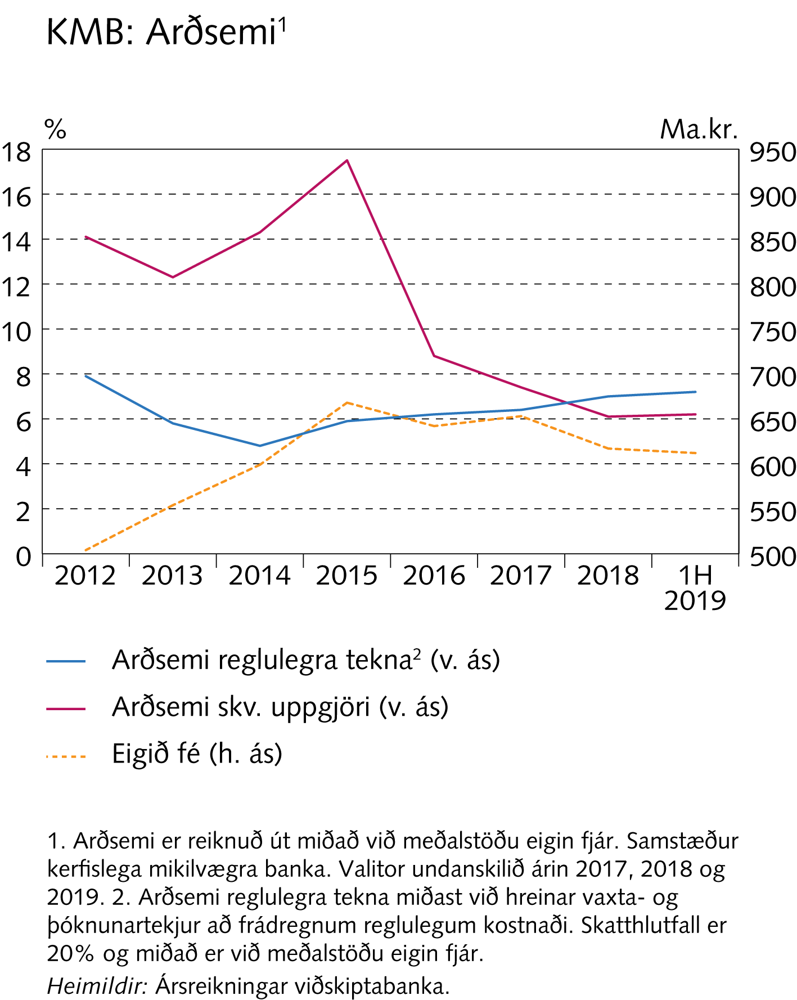 KMB: Arðsemi¹
% Ma.kr.
18 950
16 900
14 850
12 800
10 750
8 700
6 650
4 600
2 550
0 500
2012 2013 2014 2015 2016 2017 2018 1H
2019
Arðsemi reglulegra tekna² (v. ás)
Arðsemi skv. uppgjöri (v. ás)
Eigið fé (h. ás)
1. Arðsemi er reiknuð út miðað við meðalstöðu eigin fjár. Samstæður
kerfislega mikilvægra banka. Valitor undanskilið árin 2017, 2018 og
2019. 2. Arðsemi reglulegra tekna miðast við hreinar vaxta- og
þóknunartekjur að frádregnum reglulegum kostnaði. Skatthlutfall er
20% og miðað er við meðalstöðu eigin fjár.
Heimildir: Ársreikningar viðskiptabanka.